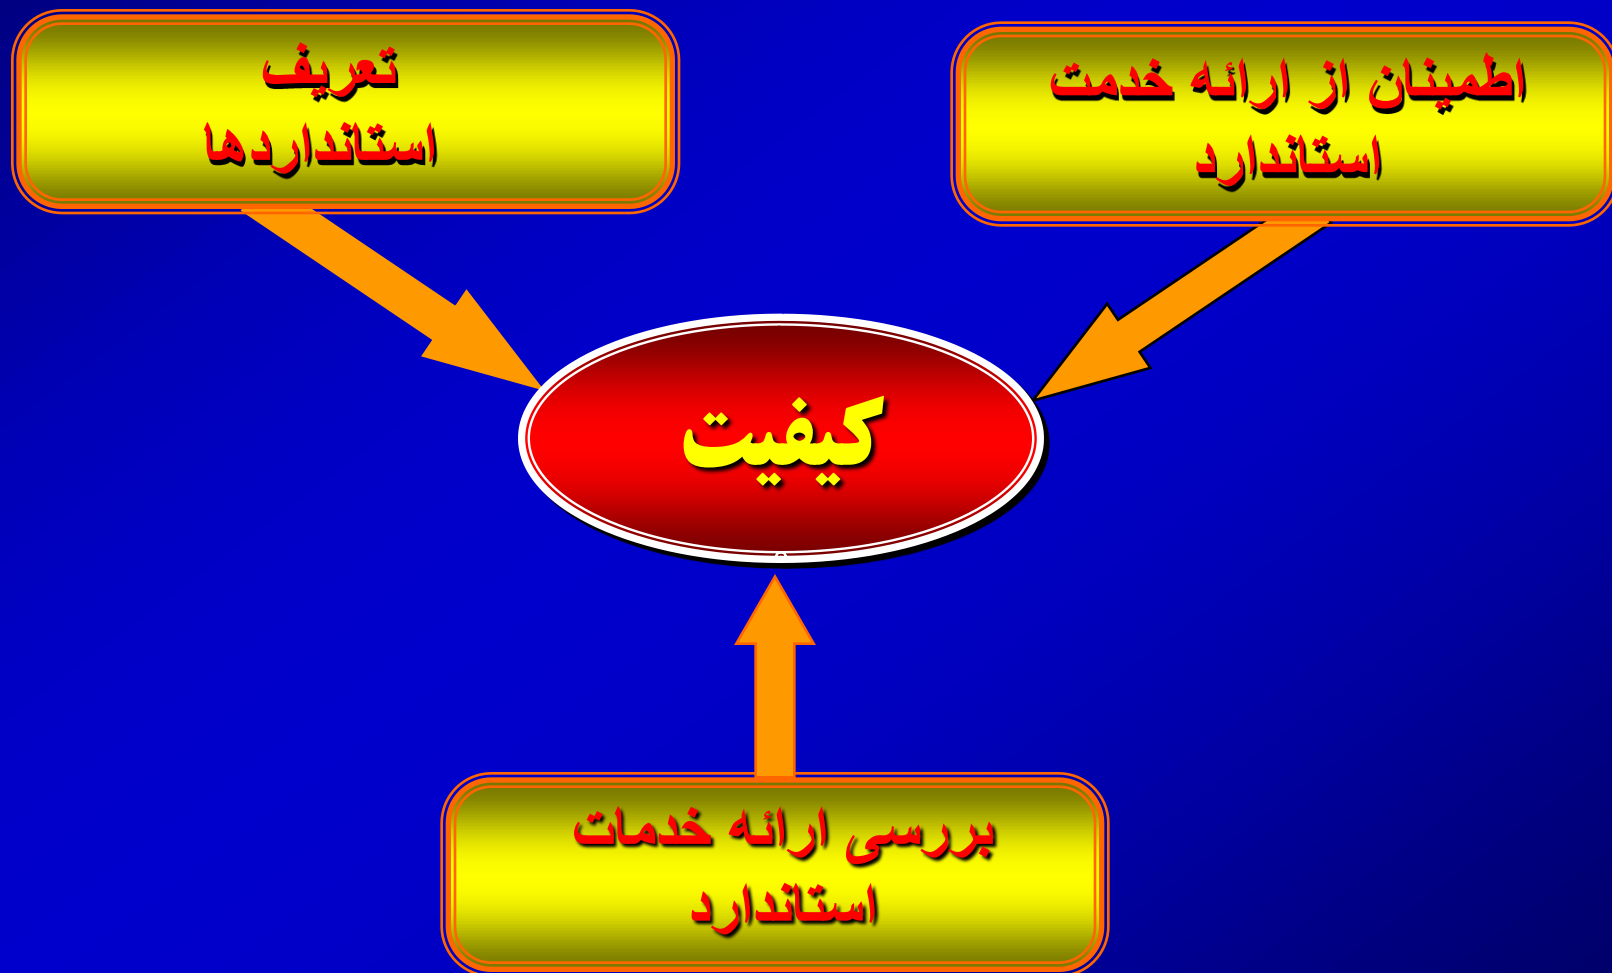 اطمینان از ارائه خدمت
استاندارد
تعریف
استانداردها
کیفیت
بررسی ارائه خدمات
استاندارد